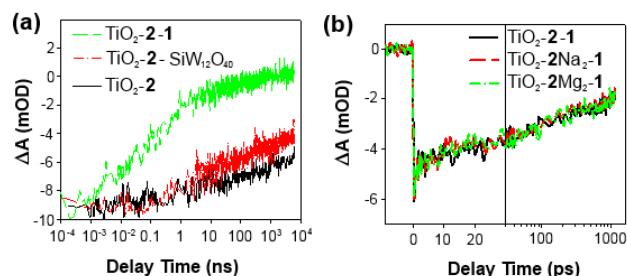 (a)
TiO₂-2-1
TiO₂-2 - SiW₁₂O₄₀
TiO₂-2
ΔA (mOD)
2
0
-2
-4
-6
-8
-10
10⁻⁴ 10⁻³ 10⁻² 0.1 1 10 10² 10³ 10⁴
Delay Time (ns)
(b)
TiO₂-2-1
TiO₂-2Na₂-1
TiO₂-2Mg₂-1
ΔA (mOD)
0
-2
-4
-6
0 10 20 100 1000
Delay Time (ps)